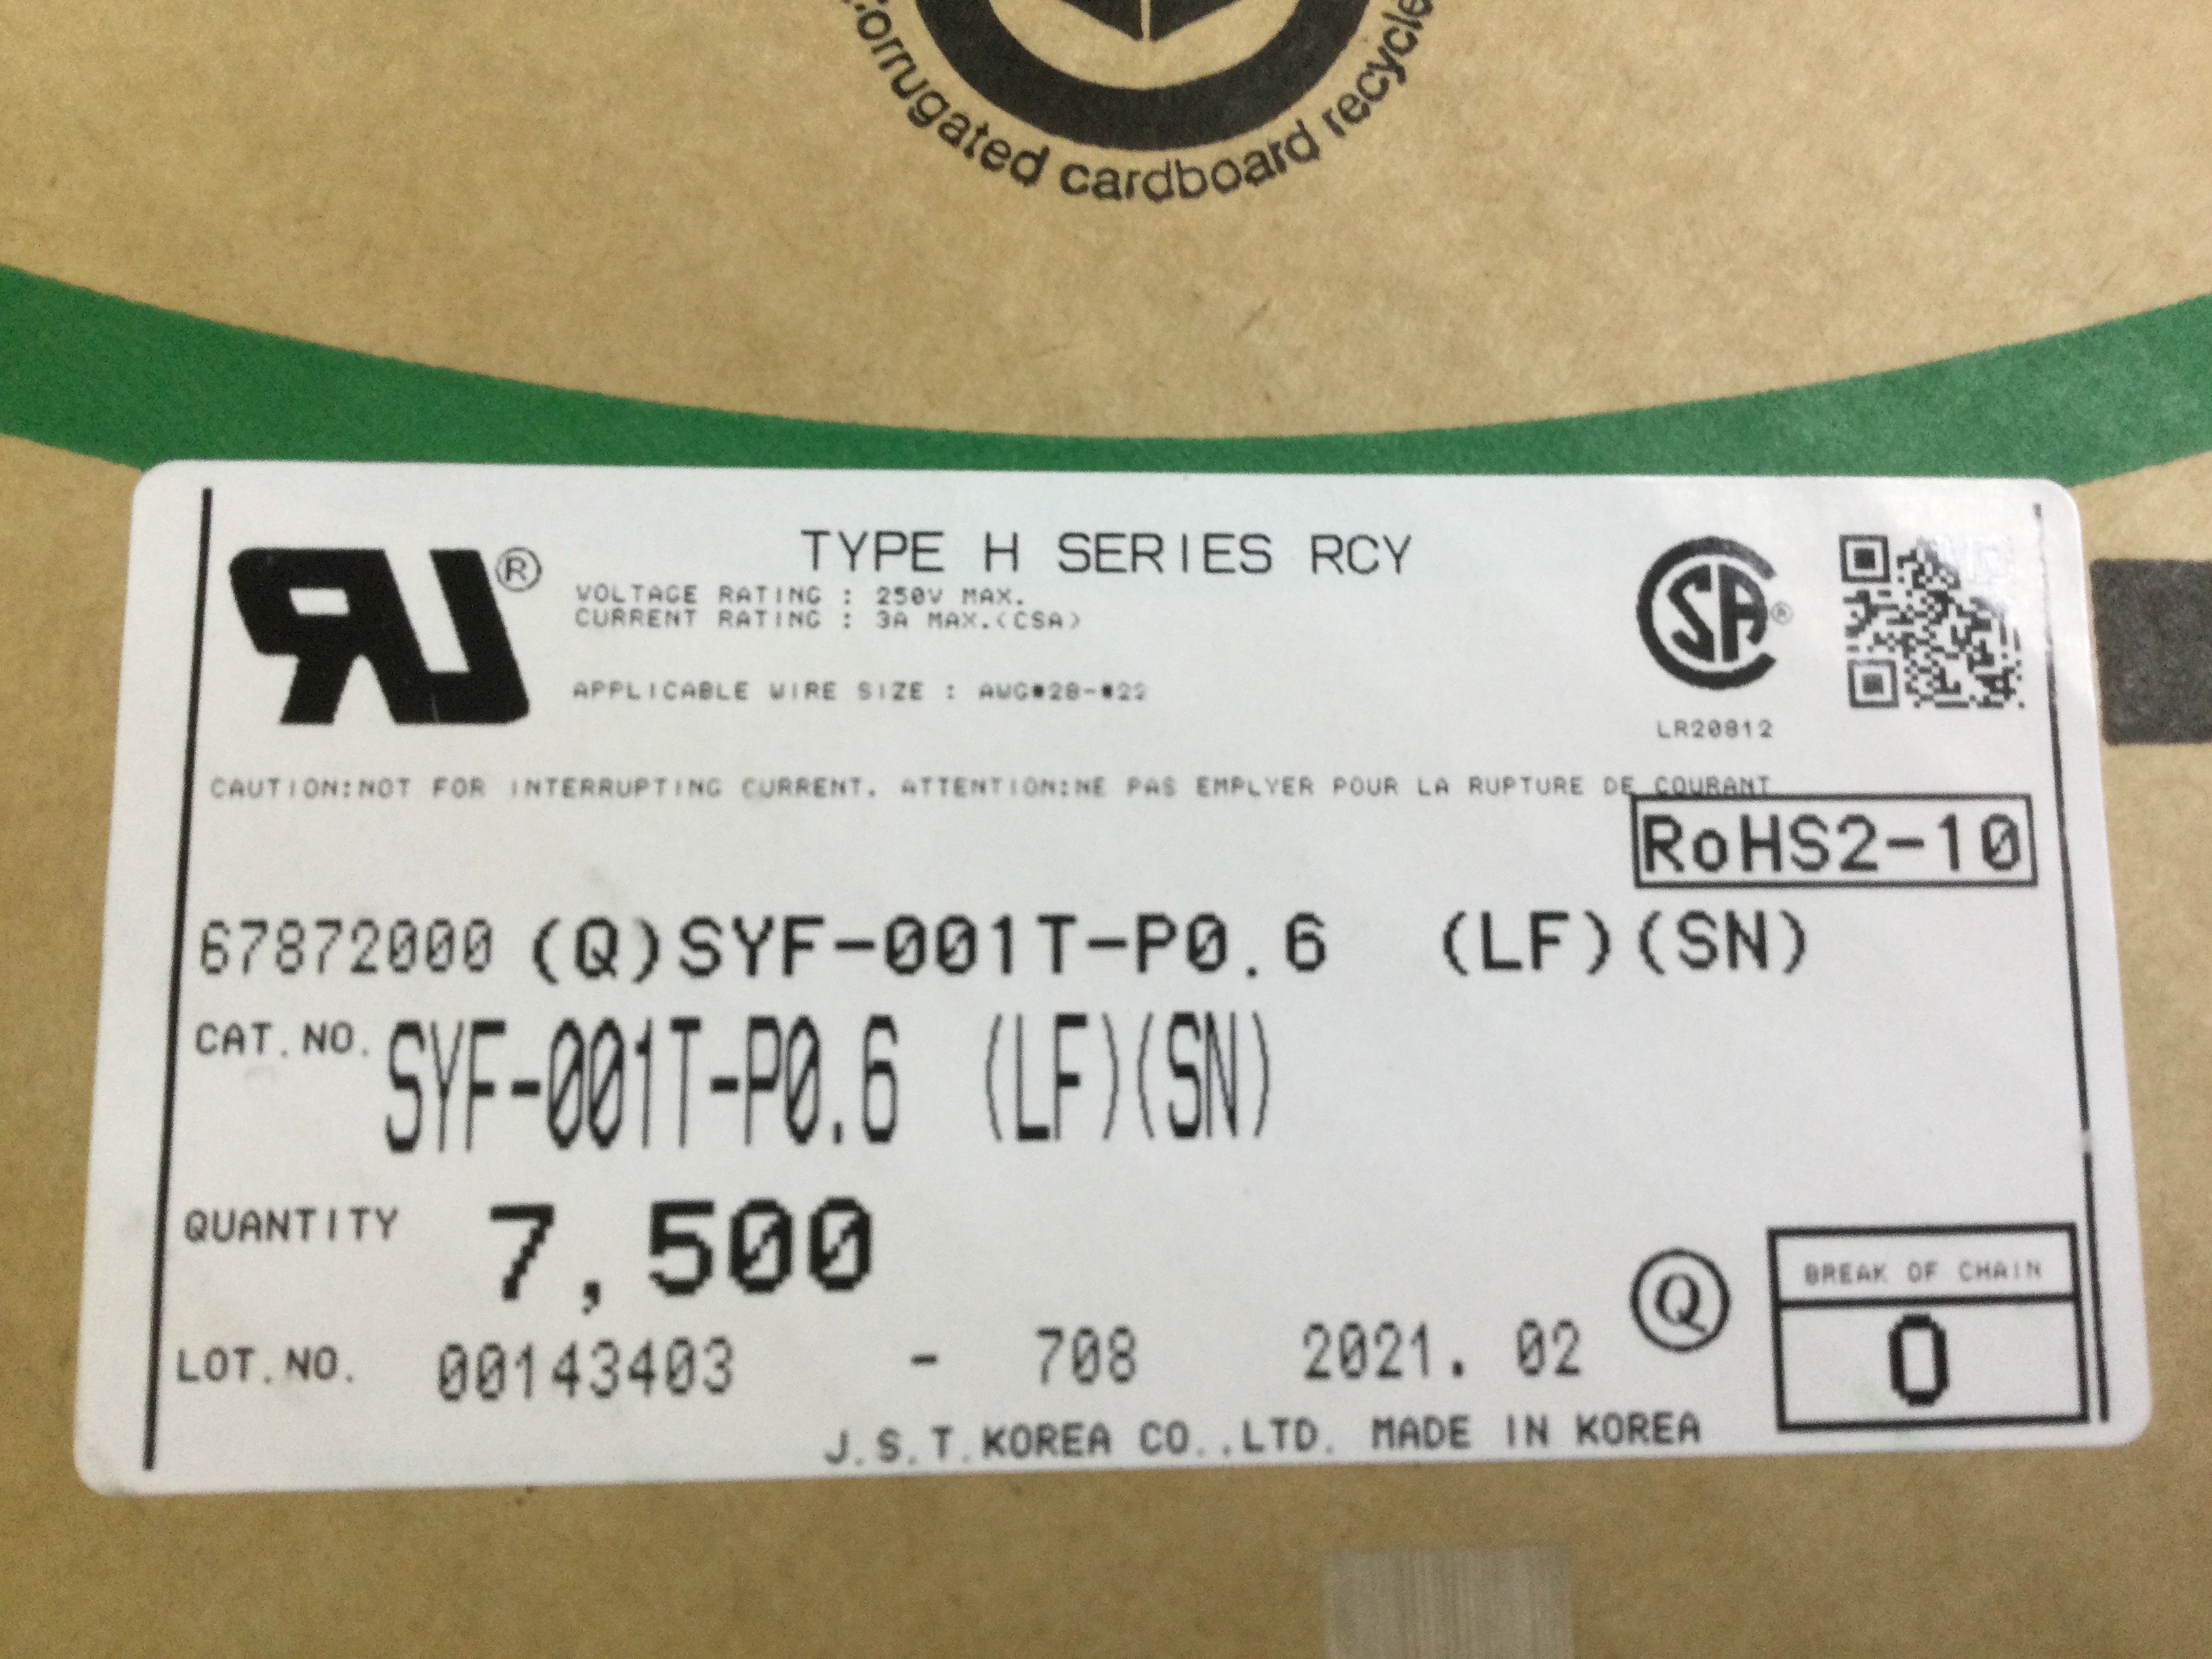 corrugated cardboard recycle
TYPE H SERIES RCY
VOLTAGE RATING : 250V MAX.
CURRENT RATING : 3A MAX.(CSA)
APPLICABLE WIRE SIZE : AWG#28-#22
LR20812
CAUTION:NOT FOR INTERRUPTING CURRENT. ATTENTION:NE PAS EMPLYER POUR LA RUPTURE DE COURANT
RoHS2-10
67872000 (Q)SYF-001T-P0.6 (LF)(SN)
CAT.NO. SYF-001T-P0.6 (LF)(SN)
QUANTITY 7,500
LOT.NO. 00143403 - 708 2021. 02
Q
BREAK OF CHAIN
0
J.S.T.KOREA CO.,LTD. MADE IN KOREA